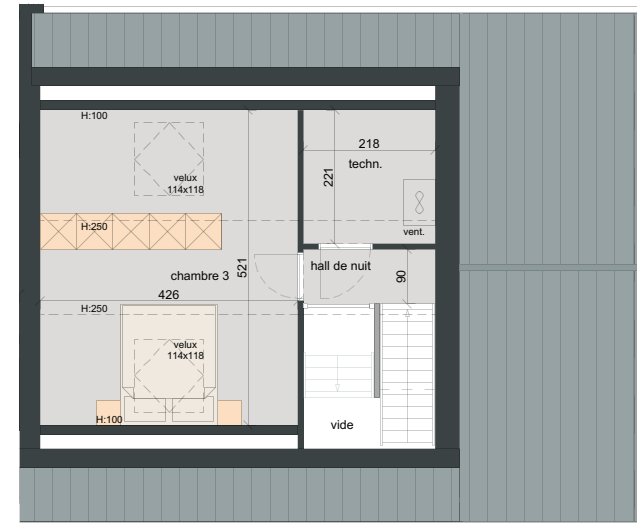 H:100
velux
114x118
218
techn.
221
vent.
H:250
hall de nuit
chambre 3
521
90
426
H:250
velux
114x118
H:100
vide